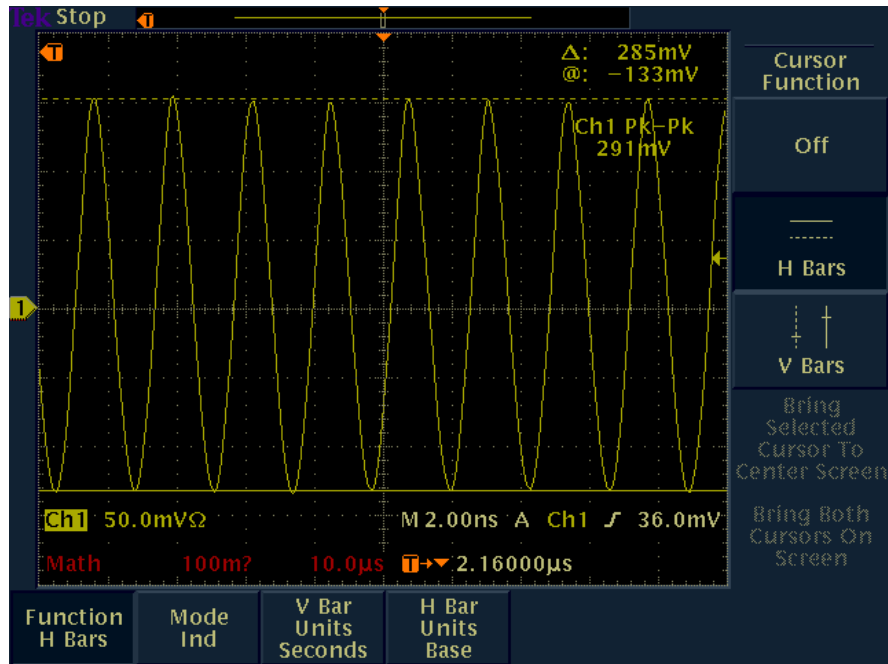 Tek Stop
T
T
Δ: 285mV
@: −133mV
Ch1 Pk−Pk
291mV
1
Ch1 50.0mVΩ M 2.00ns A Ch1 ƒ 36.0mV
Math 100m? 10.0µs T→▼ 2.16000µs
Cursor
Function
Off
H Bars
V Bars
Bring
Selected
Cursor To
Center Screen
Bring Both
Cursors On
Screen
Function
H Bars
Mode
Ind
V Bar
Units
Seconds
H Bar
Units
Base